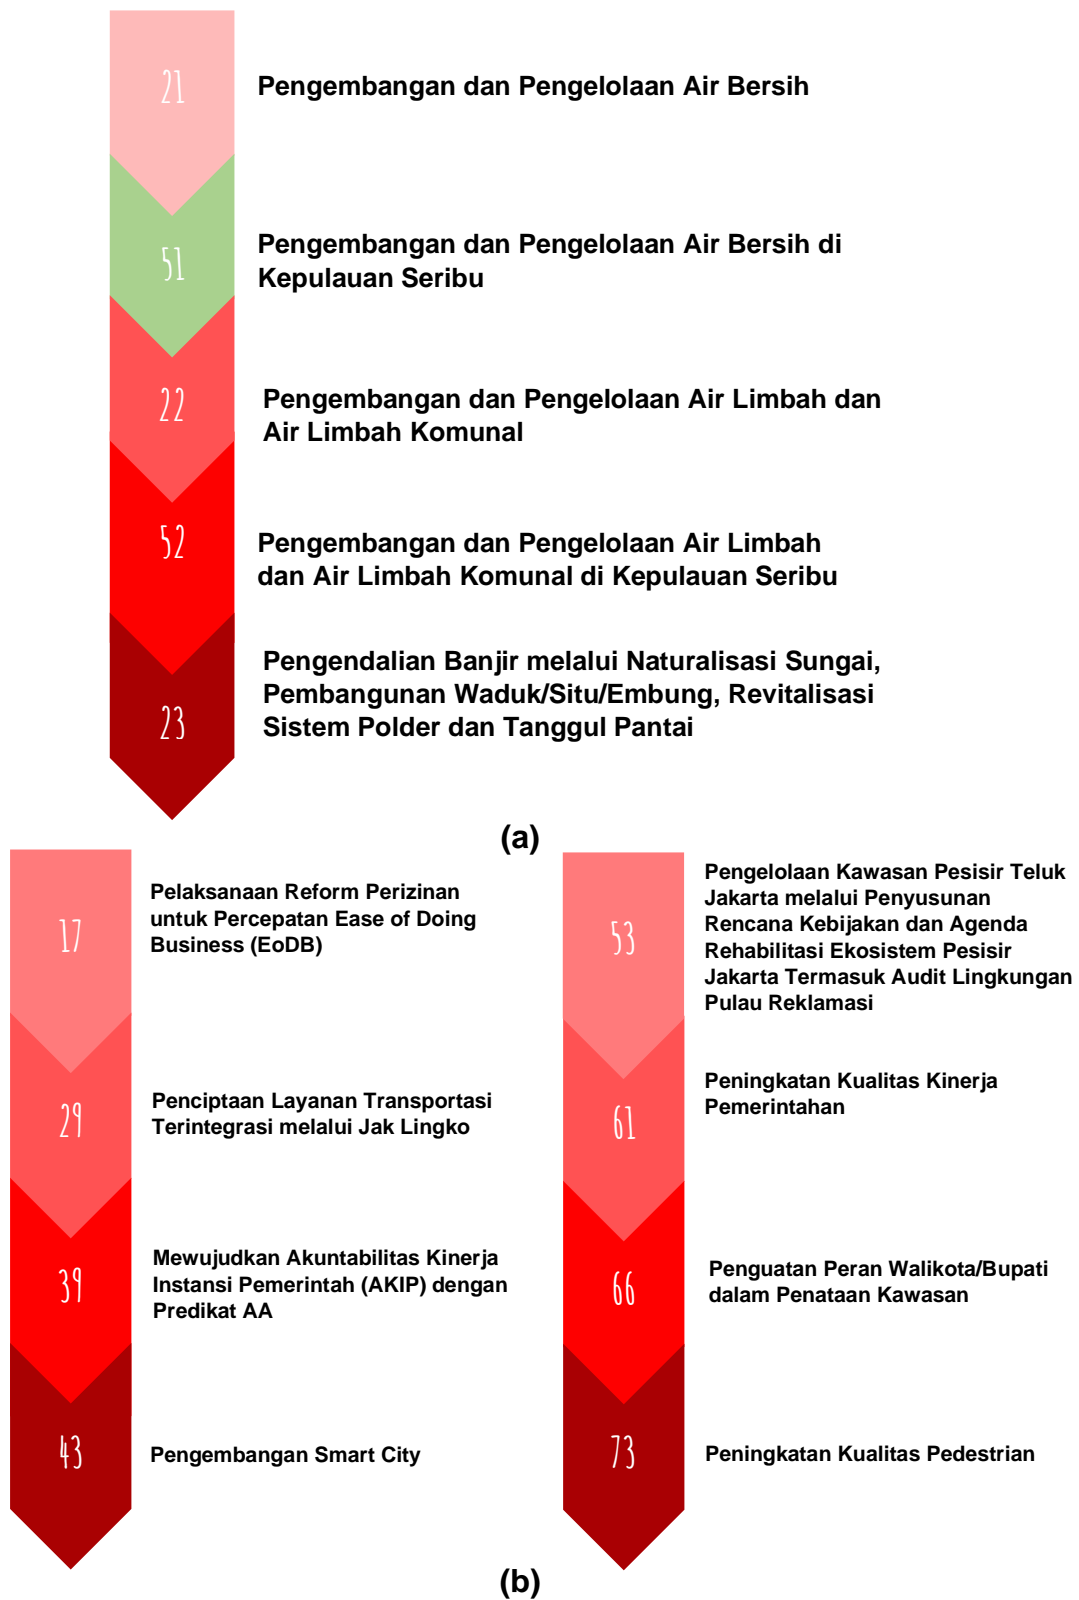 21
Pengembangan dan Pengelolaan Air Bersih
51
Pengembangan dan Pengelolaan Air Bersih di
Kepulauan Seribu
22
Pengembangan dan Pengelolaan Air Limbah dan
Air Limbah Komunal
52
Pengembangan dan Pengelolaan Air Limbah
dan Air Limbah Komunal di Kepulauan Seribu
23
Pengendalian Banjir melalui Naturalisasi Sungai,
Pembangunan Waduk/Situ/Embung, Revitalisasi
Sistem Polder dan Tanggul Pantai
(a)
17
Pelaksanaan Reform Perizinan
untuk Percepatan Ease of Doing
Business (EoDB)
29
Penciptaan Layanan Transportasi
Terintegrasi melalui Jak Lingko
39
Mewujudkan Akuntabilitas Kinerja
Instansi Pemerintah (AKIP) dengan
Predikat AA
43
Pengembangan Smart City
53
Pengelolaan Kawasan Pesisir Teluk
Jakarta melalui Penyusunan
Rencana Kebijakan dan Agenda
Rehabilitasi Ekosistem Pesisir
Jakarta Termasuk Audit Lingkungan
Pulau Reklamasi
61
Peningkatan Kualitas Kinerja
Pemerintahan
66
Penguatan Peran Walikota/Bupati
dalam Penataan Kawasan
73
Peningkatan Kualitas Pedestrian
(b)